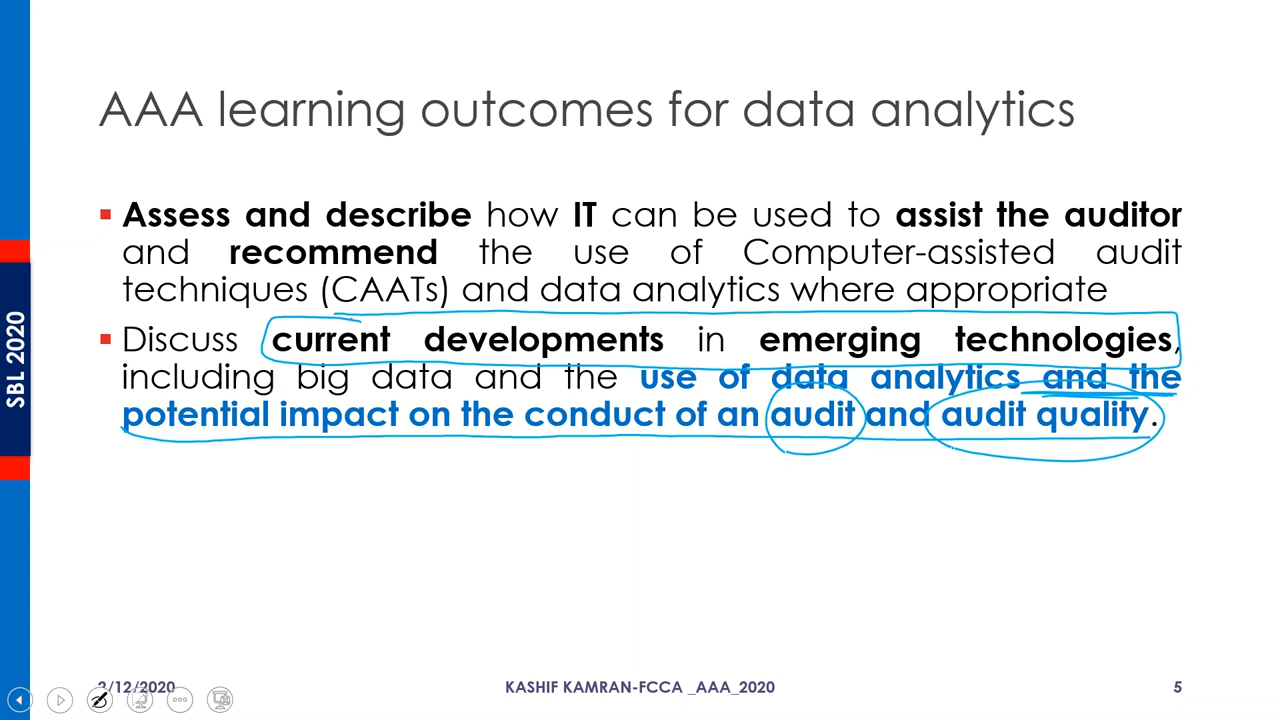 AAA learning outcomes for data analytics
Assess and describe how IT can be used to assist the auditor
and recommend the use of Computer-assisted audit
techniques (CAATs) and data analytics where appropriate
Discuss current developments in emerging technologies,
including big data and the use of data analytics and the
potential impact on the conduct of an audit and audit quality.
SBL 2020
2/12/2020
KASHIF KAMRAN-FCCA _AAA_2020
5